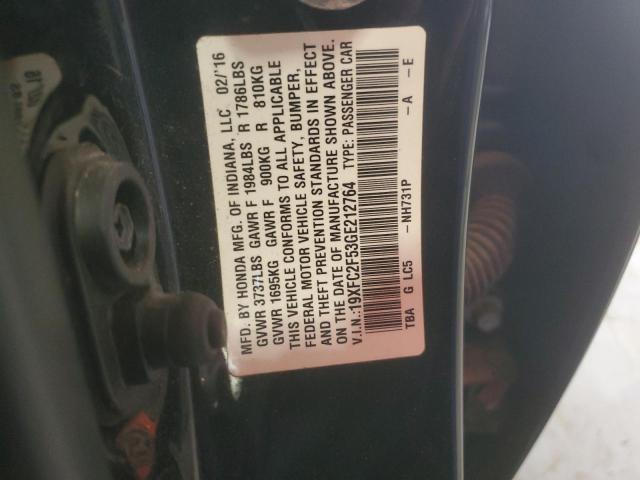 MFD. BY HONDA MFG. OF INDIANA, LLC 02/'16
GVWR 3737LBS GAWR F 1984LBS R 1786LBS
GVWR 1695KG GAWR F 900KG R 810KG
THIS VEHICLE CONFORMS TO ALL APPLICABLE
FEDERAL MOTOR VEHICLE SAFETY, BUMPER,
AND THEFT PREVENTION STANDARDS IN EFFECT
ON THE DATE OF MANUFACTURE SHOWN ABOVE.
V.I.N.:19XFC2F53GE212764 TYPE: PASSENGER CAR
TBA G LC5 -NH731P -A -E